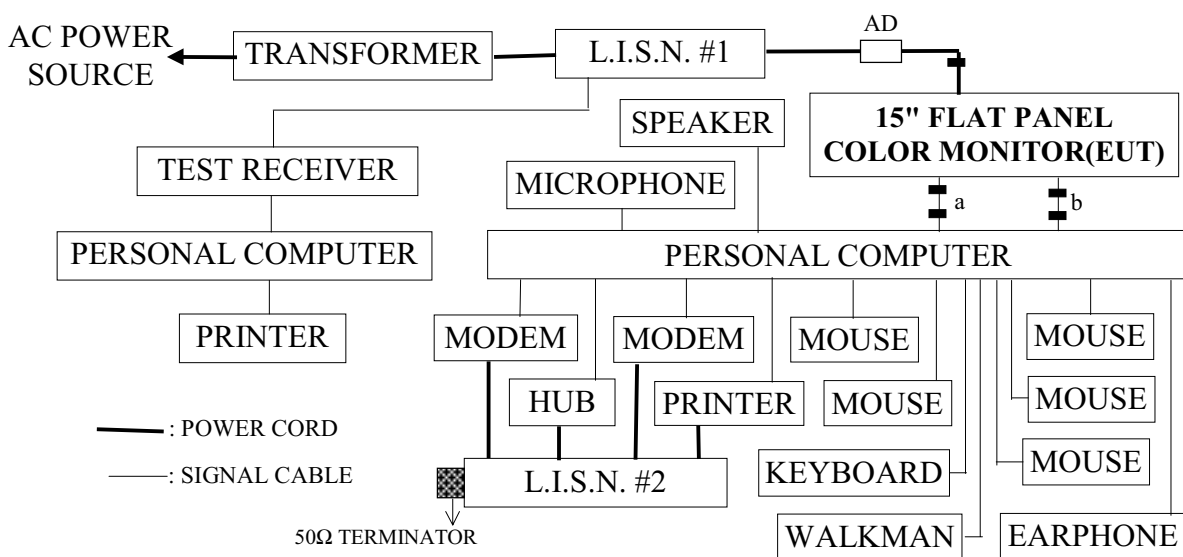 AC POWER
SOURCE
TRANSFORMER
L.I.S.N. #1
AD
15" FLAT PANEL
COLOR MONITOR(EUT)
SPEAKER
TEST RECEIVER
MICROPHONE
a
b
PERSONAL COMPUTER
PERSONAL COMPUTER
PRINTER
MODEM
MODEM
MOUSE
MOUSE
HUB
PRINTER
MOUSE
MOUSE
: POWER CORD
KEYBOARD
MOUSE
: SIGNAL CABLE
L.I.S.N. #2
50Ω TERMINATOR
WALKMAN
EARPHONE